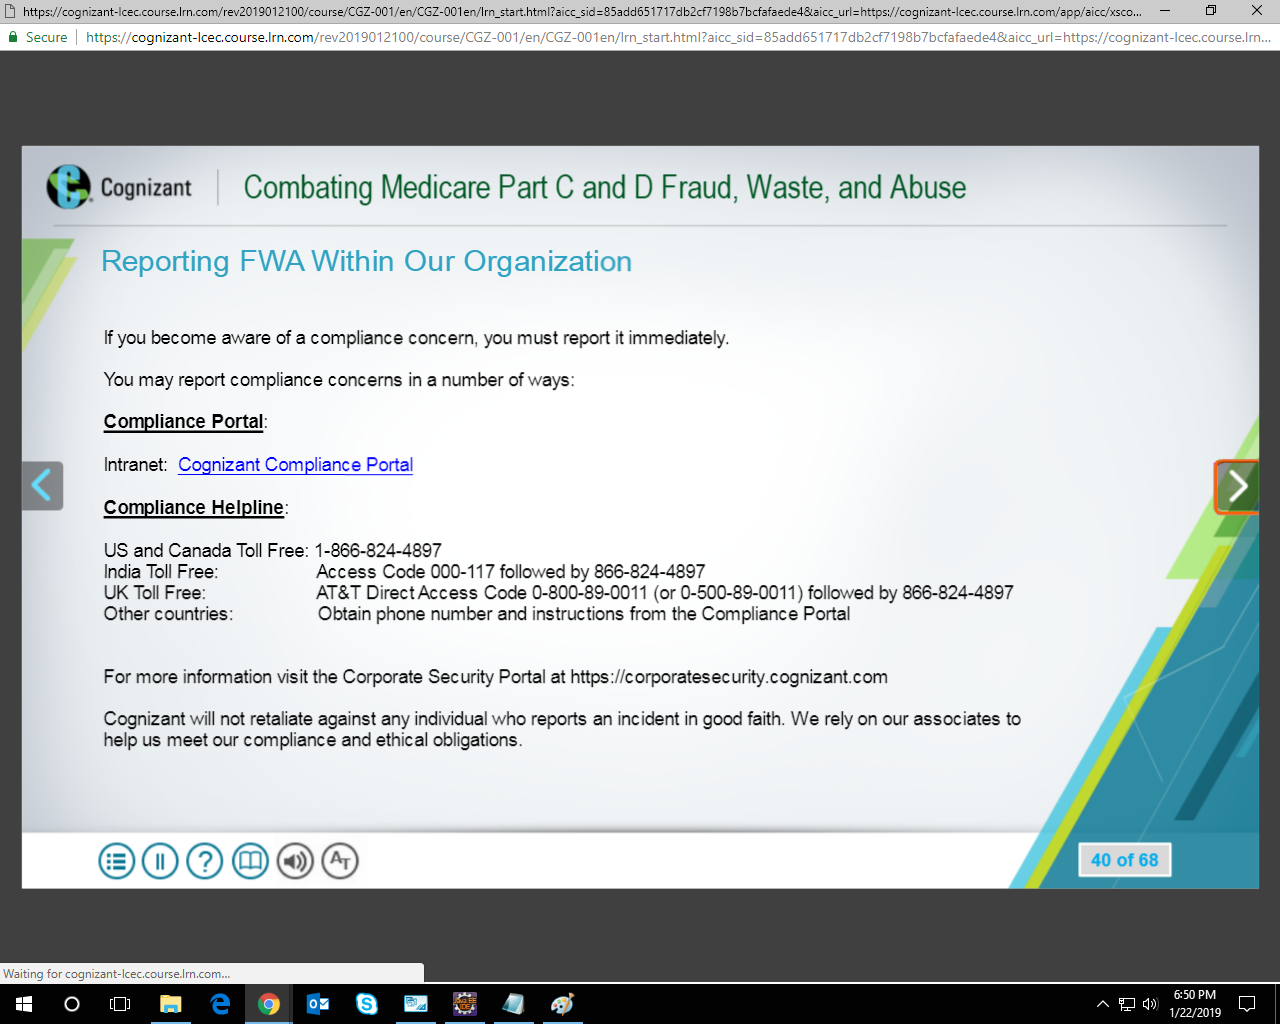 https://cognizant-lcec.course.lrn.com/rev2019012100/course/CGZ-001/en/CGZ-001en/lrn_start.html?aicc_sid=85add651717db2cf7198b7bcfafaede4&aicc_url=https://cognizant-lcec.course.lrn.com/app/aicc/xsco...
Secure https://cognizant-lcec.course.lrn.com/rev2019012100/course/CGZ-001/en/CGZ-001en/lrn_start.html?aicc_sid=85add651717db2cf7198b7bcfafaede4&aicc_url=https://cognizant-lcec.course.lrn...
Cognizant Combating Medicare Part C and D Fraud, Waste, and Abuse
Reporting FWA Within Our Organization
If you become aware of a compliance concern, you must report it immediately.
You may report compliance concerns in a number of ways:
Compliance Portal:
Intranet: Cognizant Compliance Portal
Compliance Helpline:
US and Canada Toll Free: 1-866-824-4897
India Toll Free: Access Code 000-117 followed by 866-824-4897
UK Toll Free: AT&T Direct Access Code 0-800-89-0011 (or 0-500-89-0011) followed by 866-824-4897
Other countries: Obtain phone number and instructions from the Compliance Portal
For more information visit the Corporate Security Portal at https://corporatesecurity.cognizant.com
Cognizant will not retaliate against any individual who reports an incident in good faith. We rely on our associates to
help us meet our compliance and ethical obligations.
40 of 68
Waiting for cognizant-lcec.course.lrn.com...
6:50 PM
1/22/2019